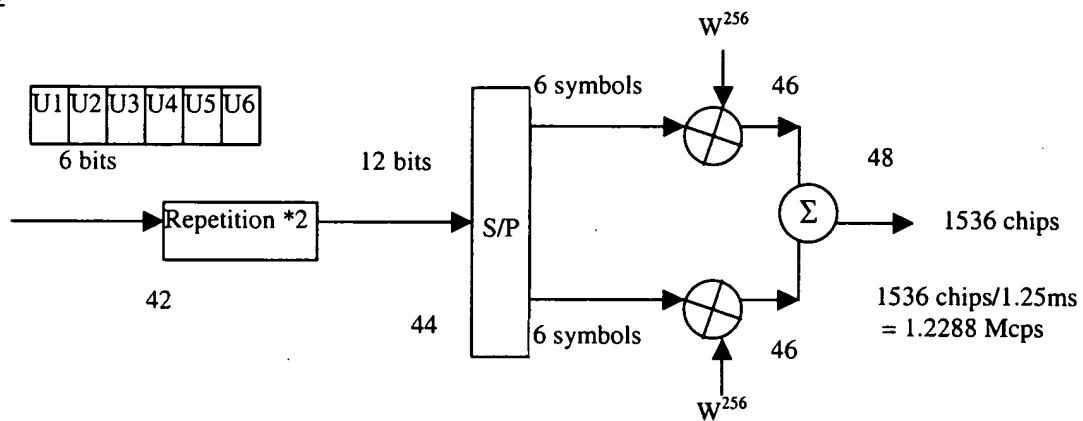 W²⁵⁶
U1 U2 U3 U4 U5 U6
6 bits
6 symbols
46
12 bits
48
Repetition *2
S/P
Σ
1536 chips
42
44
6 symbols
46
1536 chips/1.25ms
= 1.2288 Mcps
W²⁵⁶